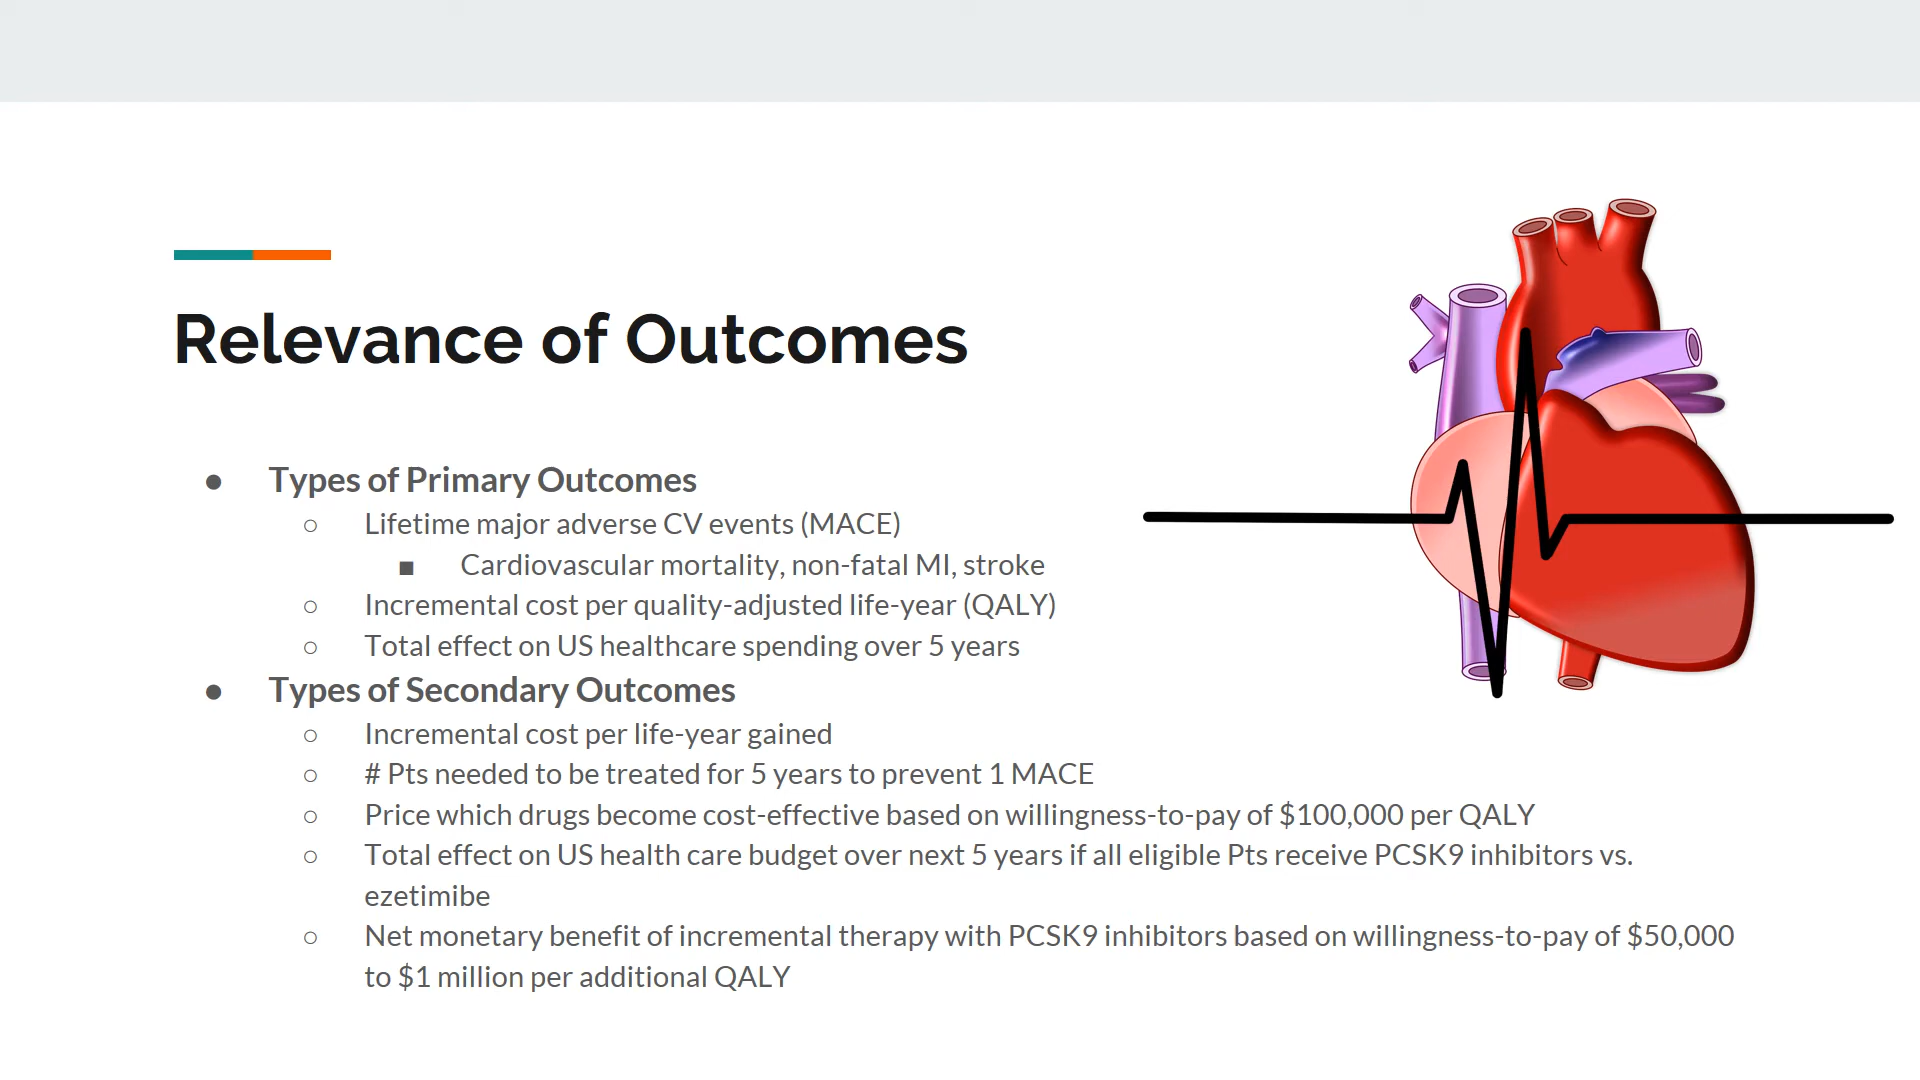 Relevance of Outcomes
● Types of Primary Outcomes
○ Lifetime major adverse CV events (MACE)
■ Cardiovascular mortality, non-fatal MI, stroke
○ Incremental cost per quality-adjusted life-year (QALY)
○ Total effect on US healthcare spending over 5 years
● Types of Secondary Outcomes
○ Incremental cost per life-year gained
○ # Pts needed to be treated for 5 years to prevent 1 MACE
○ Price which drugs become cost-effective based on willingness-to-pay of $100,000 per QALY
○ Total effect on US health care budget over next 5 years if all eligible Pts receive PCSK9 inhibitors vs.
ezetimibe
○ Net monetary benefit of incremental therapy with PCSK9 inhibitors based on willingness-to-pay of $50,000
to $1 million per additional QALY